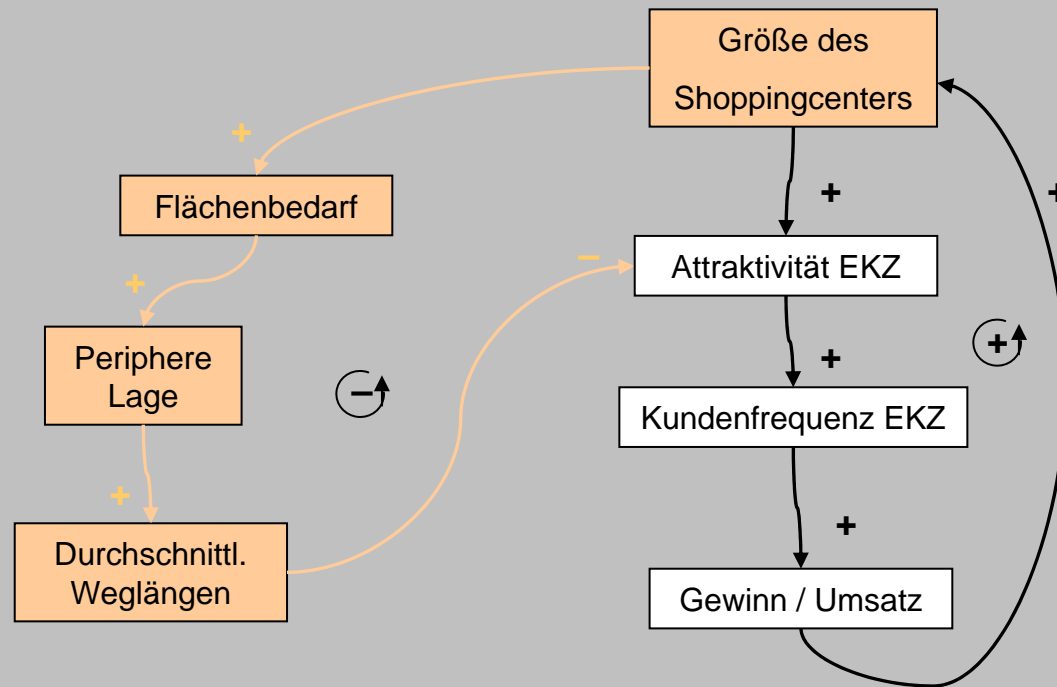 Größe des
Shoppingcenters
+
Flächenbedarf
+
+
–
Attraktivität EKZ
+
Periphere
Lage
–
+
+
Kundenfrequenz EKZ
+
+
Durchschnittl.
Weglängen
Gewinn / Umsatz